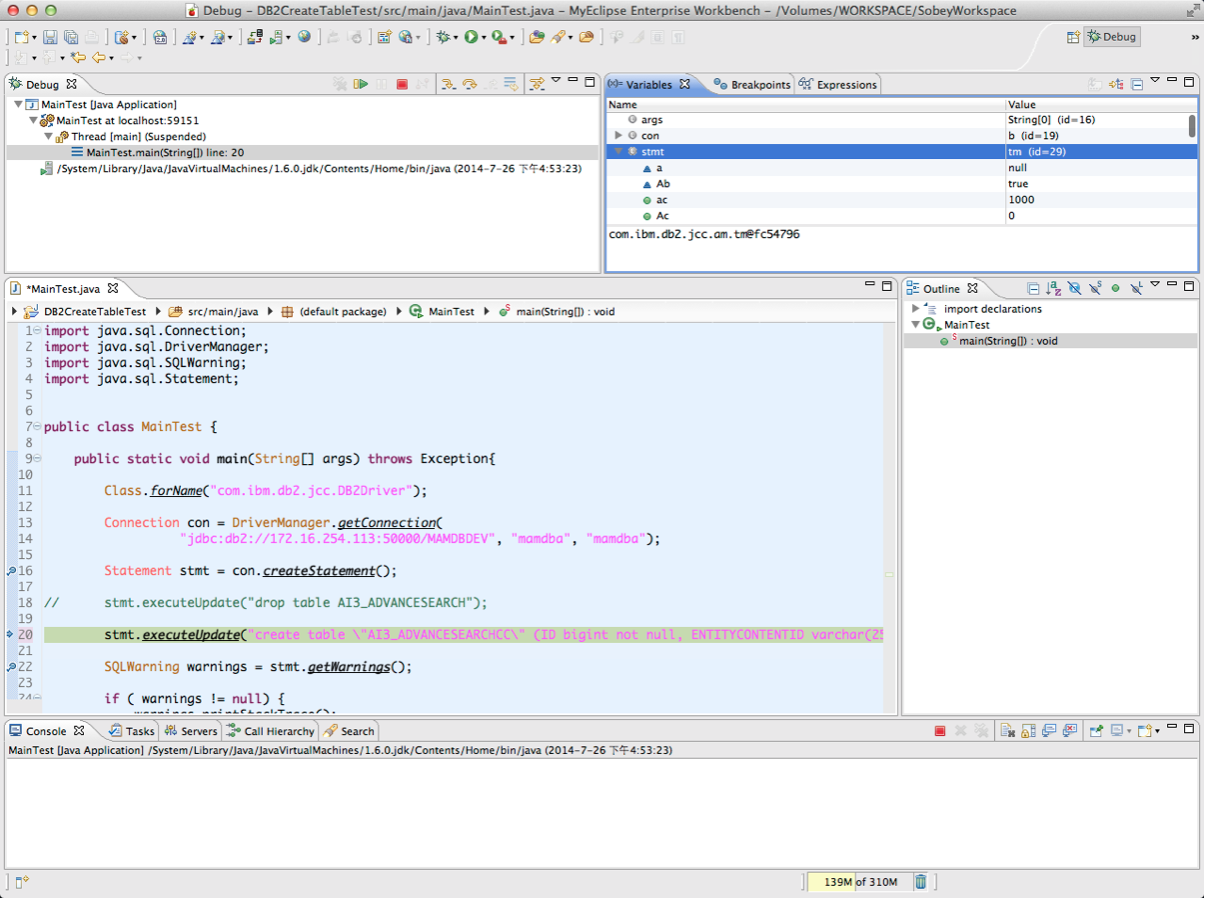 Debug – DB2CreateTableTest/src/main/java/MainTest.java – MyEclipse Enterprise Workbench – /Volumes/WORKSPACE/SobeyWorkspace
Debug
»
Debug
MainTest [Java Application]
MainTest at localhost:59151
Thread [main] (Suspended)
MainTest.main(String[]) line: 20
/System/Library/Java/JavaVirtualMachines/1.6.0.jdk/Contents/Home/bin/java (2014-7-26 下午4:53:23)
(x)= Variables Breakpoints Expressions
Name Value
args String[0] (id=16)
con b (id=19)
stmt tm (id=29)
a null
Ab true
ac 1000
Ac 0
com.ibm.db2.jcc.am.tm@fc54796
*MainTest.java
DB2CreateTableTest src/main/java (default package) MainTest main(String[]) : void
1 import java.sql.Connection;
2 import java.sql.DriverManager;
3 import java.sql.SQLWarning;
4 import java.sql.Statement;
5
6
7 public class MainTest {
8
9 public static void main(String[] args) throws Exception{
10
11 Class.forName("com.ibm.db2.jcc.DB2Driver");
12
13 Connection con = DriverManager.getConnection(
14 "jdbc:db2://172.16.254.113:50000/MAMDBDEV", "mamdba", "mamdba");
15
16 Statement stmt = con.createStatement();
17
18 // stmt.executeUpdate("drop table AI3_ADVANCESEARCH");
19
20 stmt.executeUpdate("create table \"AI3_ADVANCESEARCHCC\" (ID bigint not null, ENTITYCONTENTID varchar(25
21
22 SQLWarning warnings = stmt.getWarnings();
23
24 if ( warnings != null) {
warnings.printStackTrace();
Outline
import declarations
MainTest
main(String[]) : void
Console Tasks Servers Call Hierarchy Search
MainTest [Java Application] /System/Library/Java/JavaVirtualMachines/1.6.0.jdk/Contents/Home/bin/java (2014-7-26 下午4:53:23)
139M of 310M